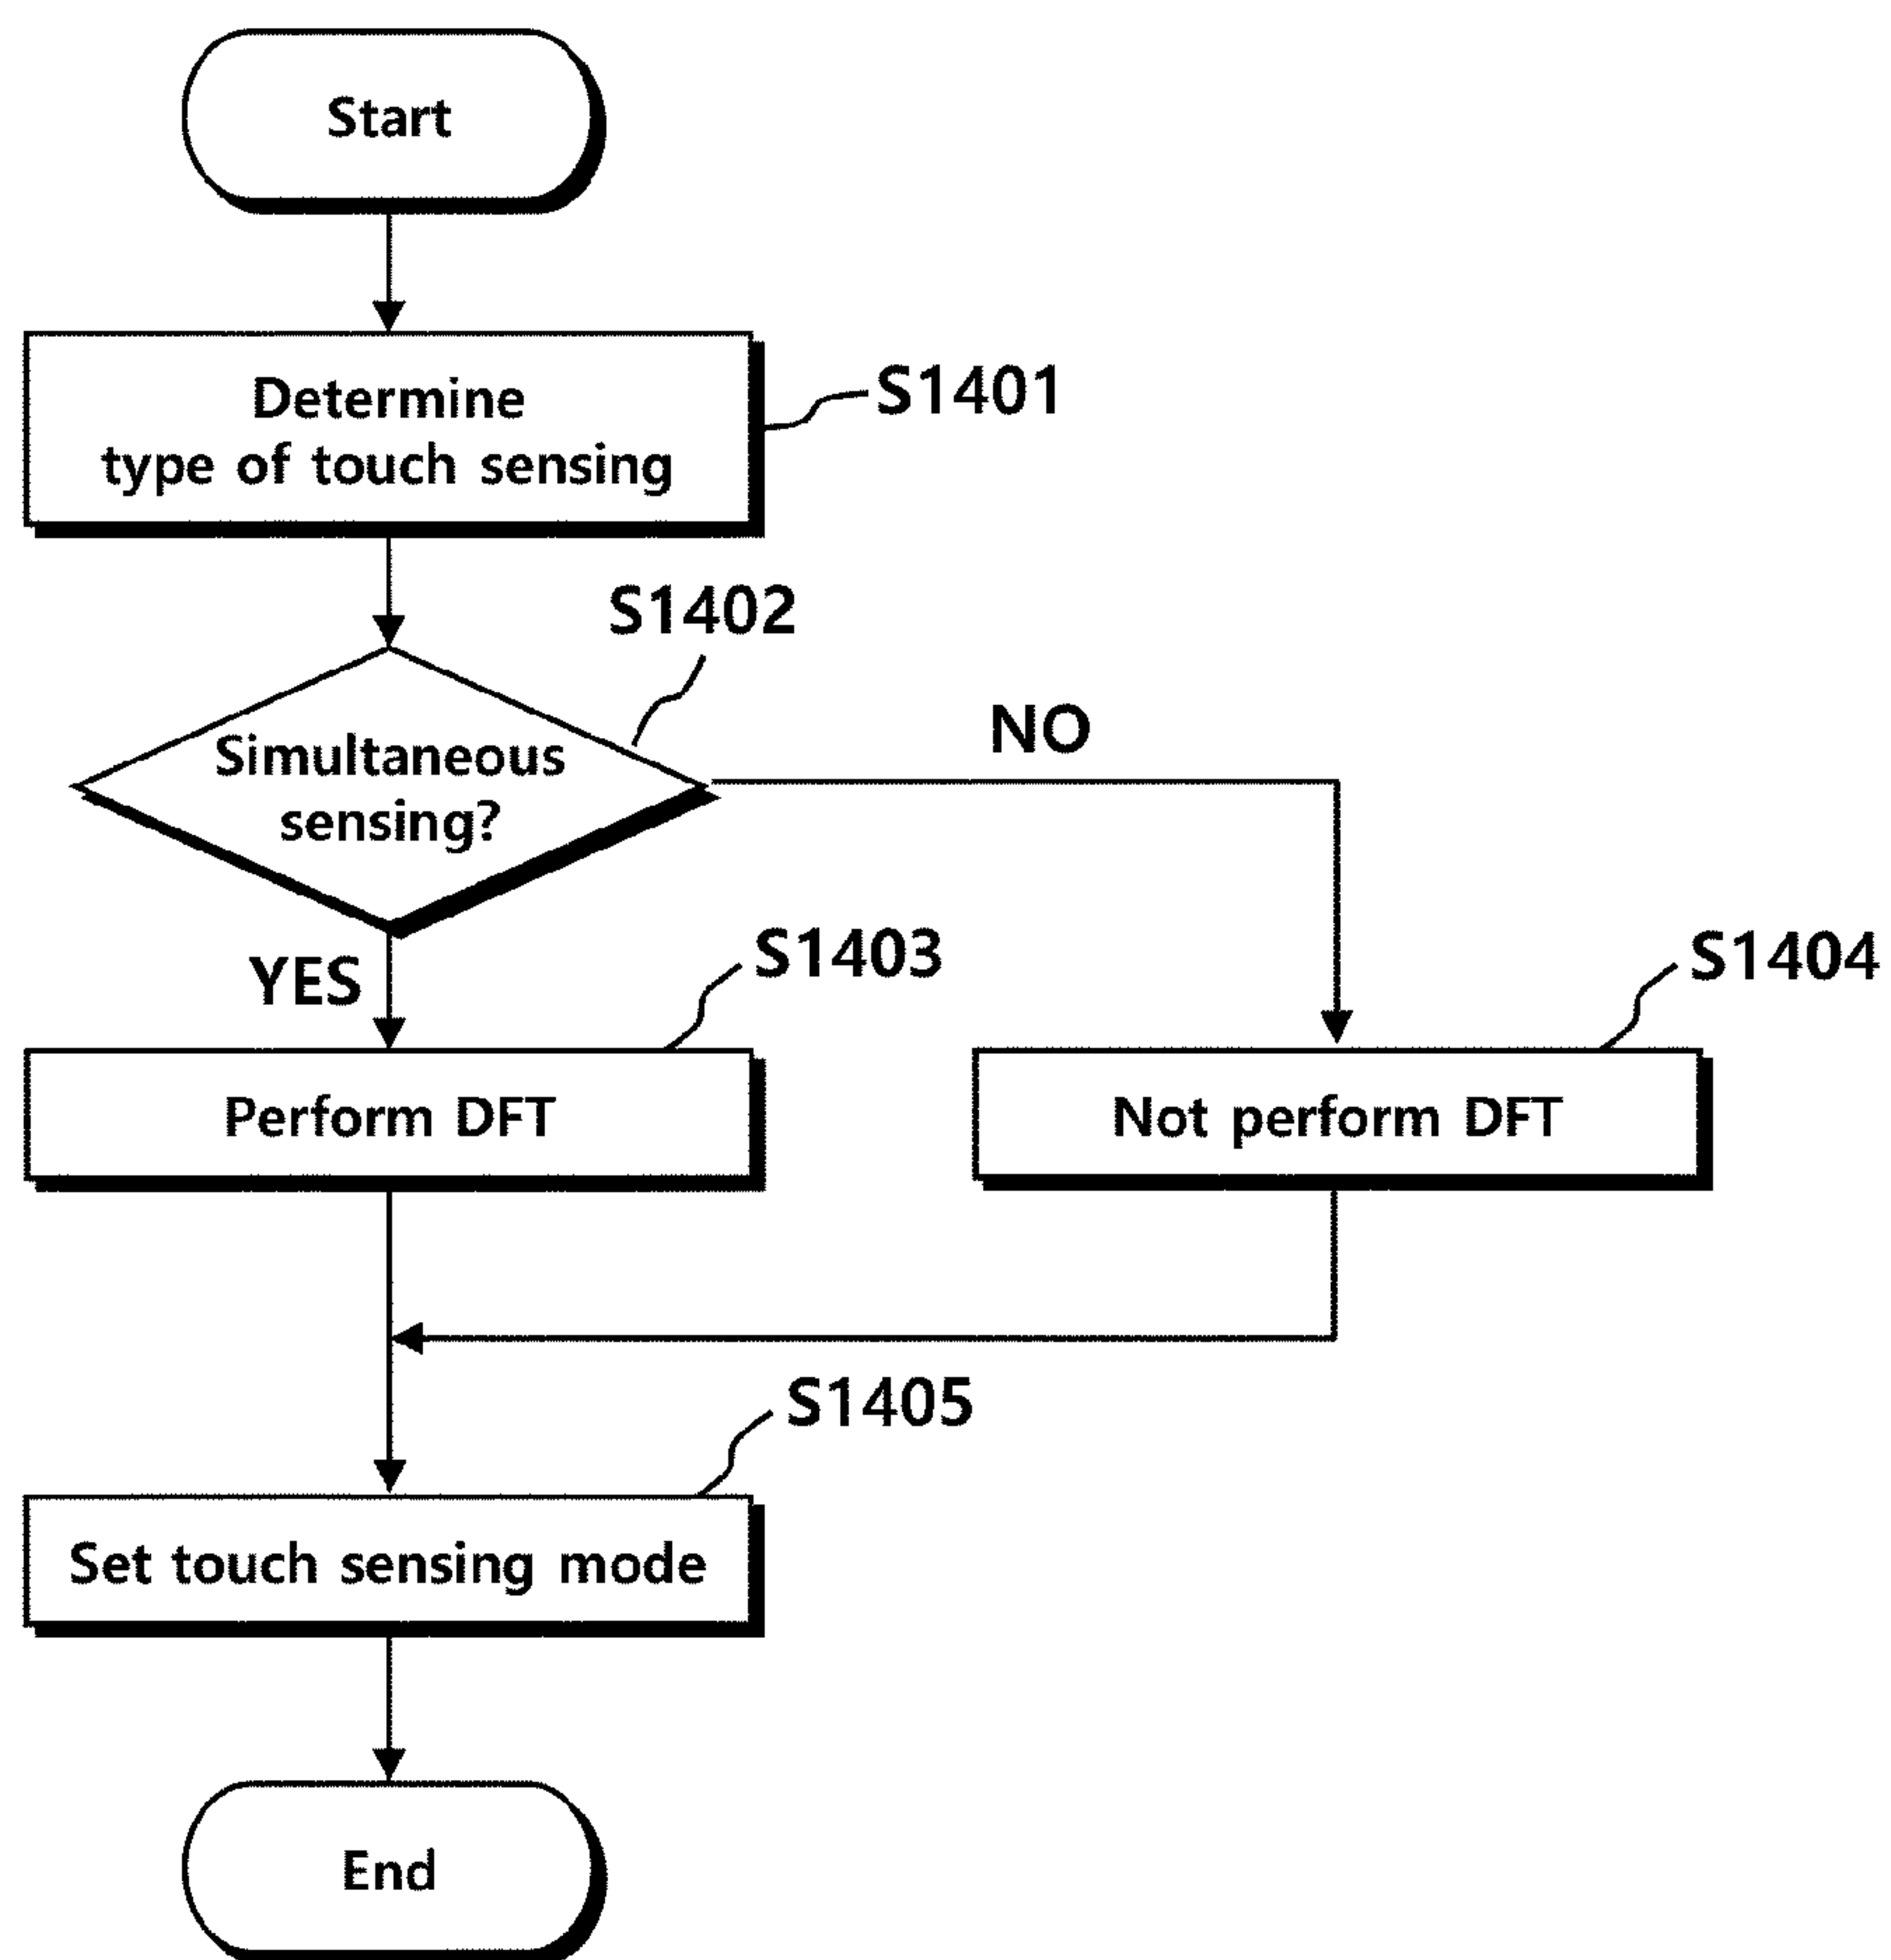 Start
Determine
type of touch sensing
S1401
S1402
Simultaneous
sensing?
NO
YES
S1403
S1404
Perform DFT
Not perform DFT
S1405
Set touch sensing mode
End